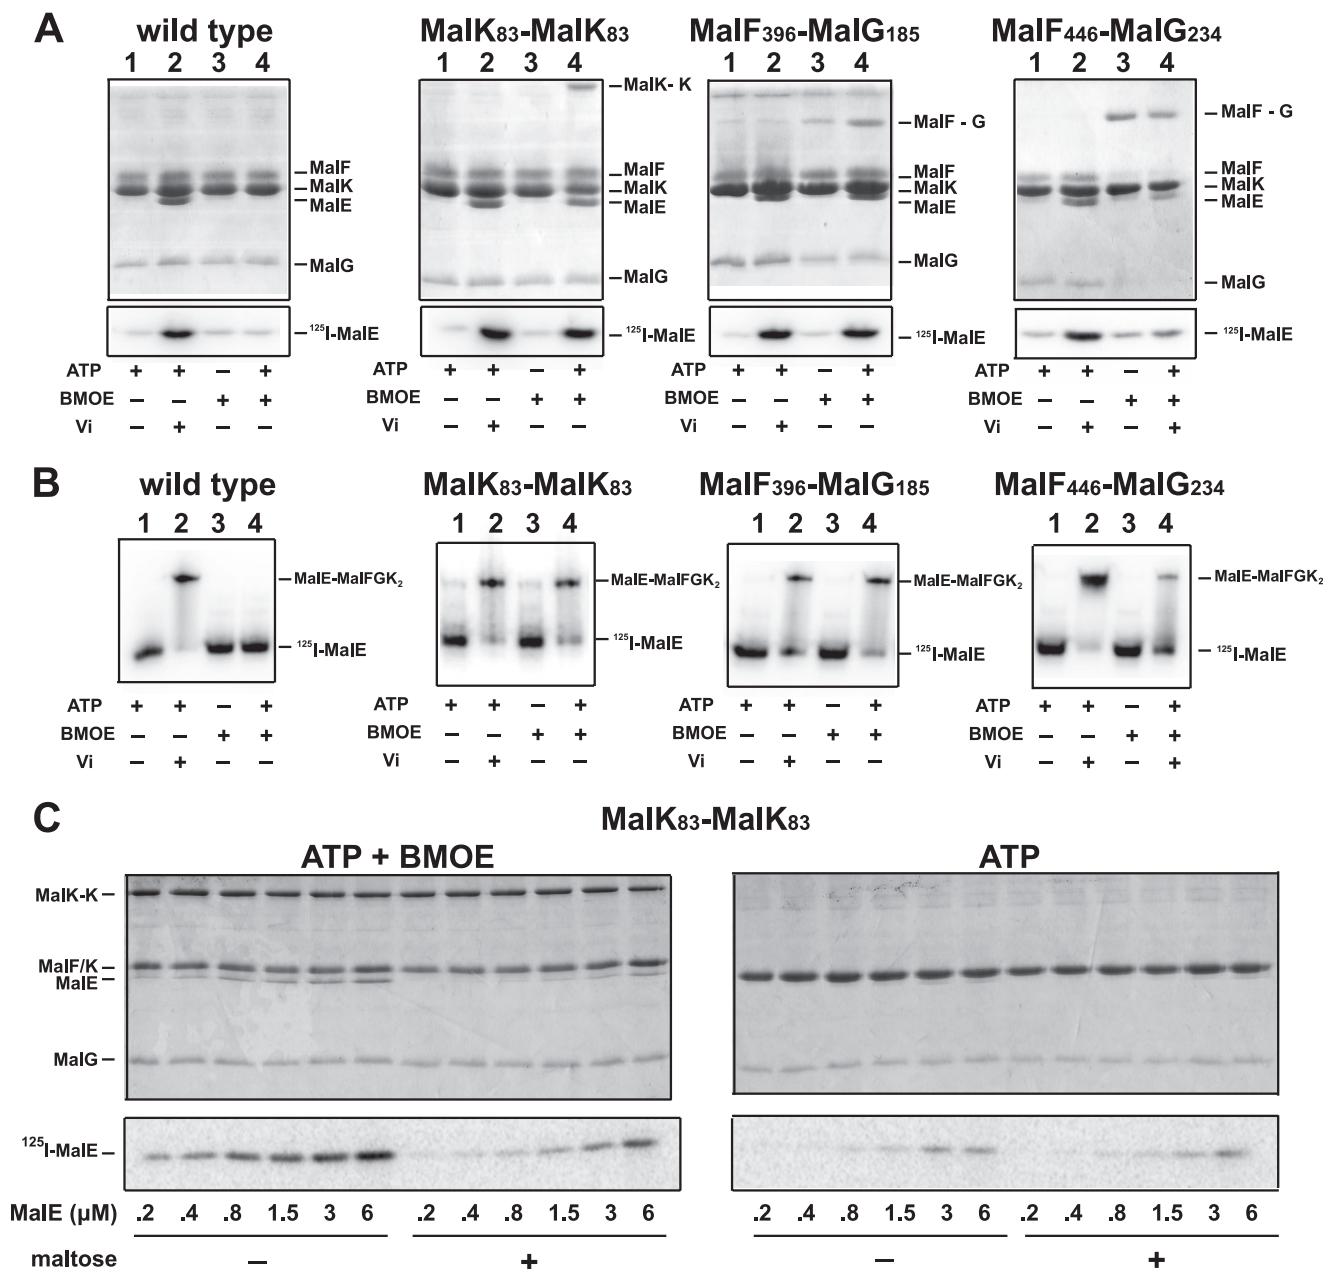 A
wild type MalK83-MalK83 MalF396-MalG185 MalF446-MalG234
1 2 3 4 1 2 3 4 1 2 3 4 1 2 3 4
MalF
MalK
MalE
MalG
125I-MalE
MalK- K
MalF
MalK
MalE
MalG
125I-MalE
MalF - G
MalF
MalK
MalE
MalG
125I-MalE
MalF - G
MalF
MalK
MalE
MalG
125I-MalE
ATP + + – + ATP + + – + ATP + + – + ATP + + – +
BMOE – – + + BMOE – – + + BMOE – – + + BMOE – – + +
Vi – + – – Vi – + – – Vi – + – – Vi – + – +
B
wild type MalK83-MalK83 MalF396-MalG185 MalF446-MalG234
1 2 3 4 1 2 3 4 1 2 3 4 1 2 3 4
MalE-MalFGK2 MalE-MalFGK2 MalE-MalFGK2 MalE-MalFGK2
125I-MalE 125I-MalE 125I-MalE 125I-MalE
ATP + + – + ATP + + – + ATP + + – + ATP + + – +
BMOE – – + + BMOE – – + + BMOE – – + + BMOE – – + +
Vi – + – – Vi – + – – Vi – + – – Vi – + – +
C
MalK83-MalK83
ATP + BMOE ATP
MalK-K
MalF/K
MalE
MalG
125I-MalE
MalE (µM) .2 .4 .8 1.5 3 6 .2 .4 .8 1.5 3 6 .2 .4 .8 1.5 3 6 .2 .4 .8 1.5 3 6
maltose – + – +